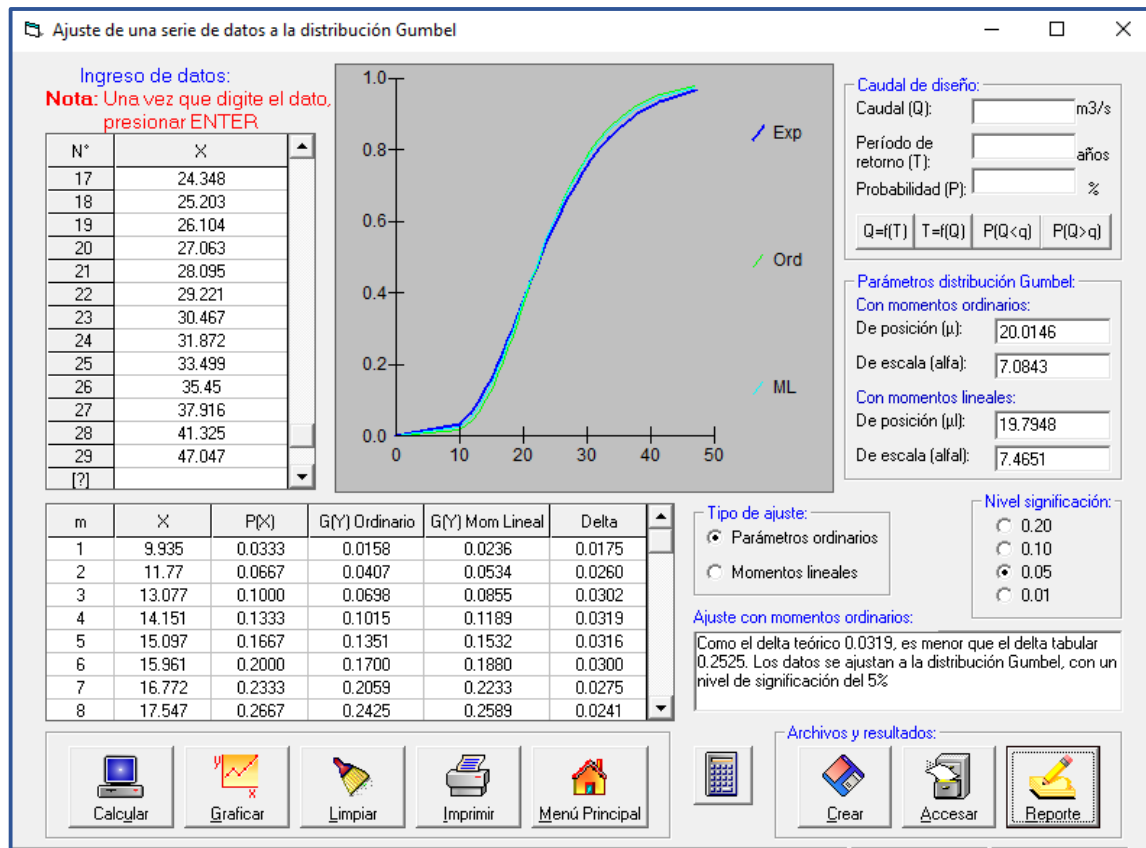 Ajuste de una serie de datos a la distribución Gumbel
Ingreso de datos:
Nota: Una vez que digite el dato,
presionar ENTER
N° X
17 24.348
18 25.203
19 26.104
20 27.063
21 28.095
22 29.221
23 30.467
24 31.872
25 33.499
26 35.45
27 37.916
28 41.325
29 47.047
[?]
1.0
0.8
0.6
0.4
0.2
0.0
0 10 20 30 40 50
Exp
Ord
ML
Caudal de diseño:
Caudal (Q): m3/s
Período de
retorno (T): años
Probabilidad (P): %
Q=f(T) T=f(Q) P(Q<q) P(Q>q)
Parámetros distribución Gumbel:
Con momentos ordinarios:
De posición (µ): 20.0146
De escala (alfa): 7.0843
Con momentos lineales:
De posición (µl): 19.7948
De escala (alfal): 7.4651
m X P(X) G(Y) Ordinario G(Y) Mom Lineal Delta
1 9.935 0.0333 0.0158 0.0236 0.0175
2 11.77 0.0667 0.0407 0.0534 0.0260
3 13.077 0.1000 0.0698 0.0855 0.0302
4 14.151 0.1333 0.1015 0.1189 0.0319
5 15.097 0.1667 0.1351 0.1532 0.0316
6 15.961 0.2000 0.1700 0.1880 0.0300
7 16.772 0.2333 0.2059 0.2233 0.0275
8 17.547 0.2667 0.2425 0.2589 0.0241
Tipo de ajuste:
Parámetros ordinarios
Momentos lineales
Nivel significación:
0.20
0.10
0.05
0.01
Ajuste con momentos ordinarios:
Como el delta teórico 0.0319, es menor que el delta tabular
0.2525. Los datos se ajustan a la distribución Gumbel, con un
nivel de significación del 5%
Calcular
y
x
Graficar
Limpiar
Imprimir
Menú Principal
Archivos y resultados:
Crear
Accesar
Reporte